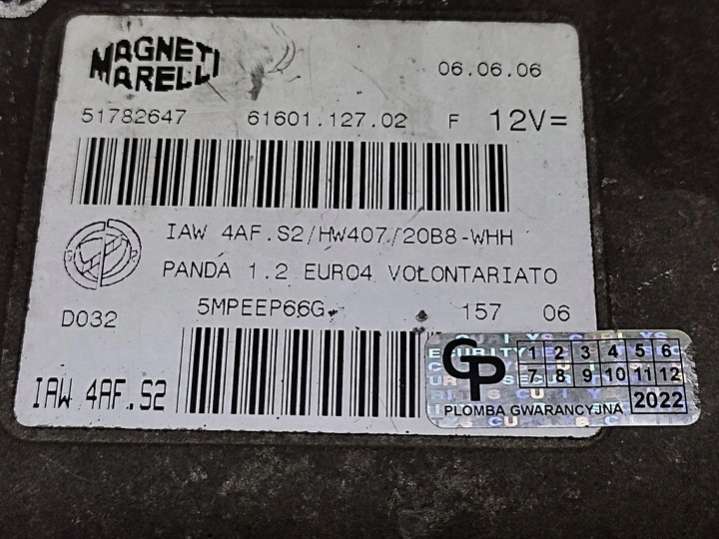 MAGNETI
MARELLI
06.06.06
51782647 61601.127.02 F 12V=
IAW 4AF.S2/HW407/20B8-WHH
PANDA 1.2 EURO4 VOLONTARIATO
D032 5MPEEP66G 157 06
IAW 4AF.S2
GP
1 2 3 4 5 6
7 8 9 10 11 12
PLOMBA GWARANCYJNA 2022